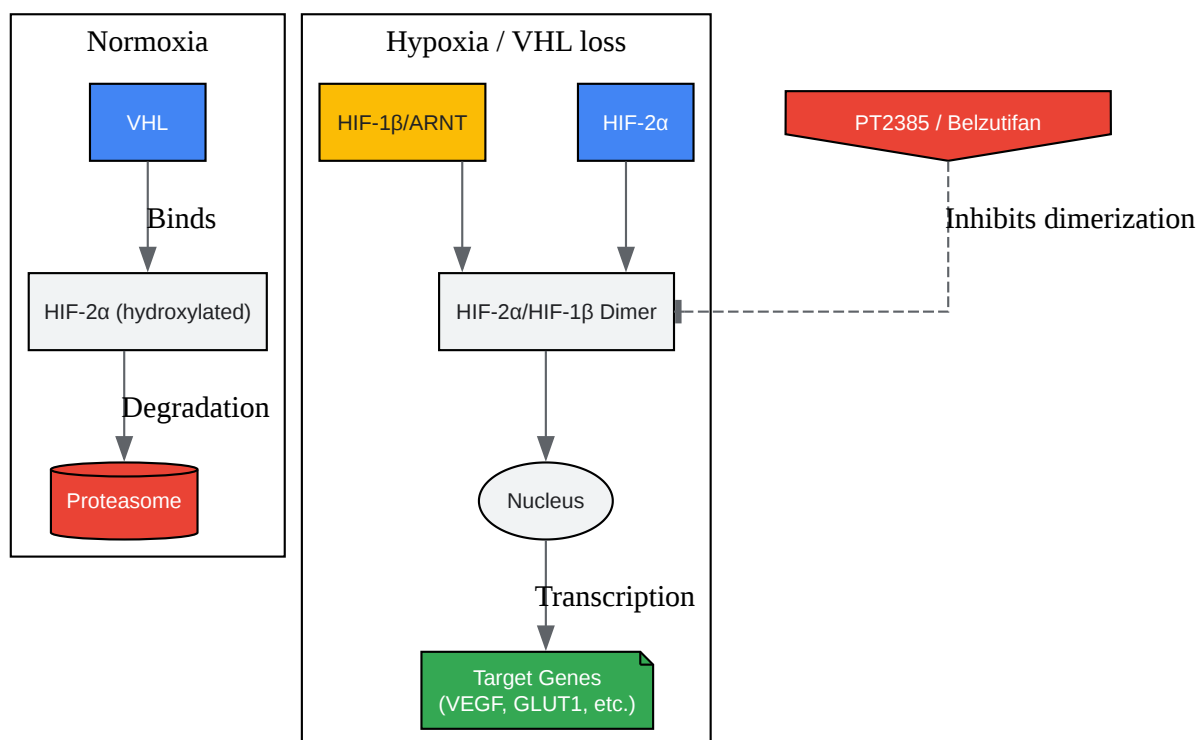 Normoxia
VHL
Binds
HIF-2α (hydroxylated)
Degradation
Proteasome
Hypoxia / VHL loss
HIF-1β/ARNT
HIF-2α
HIF-2α/HIF-1β Dimer
Nucleus
Transcription
Target Genes
(VEGF, GLUT1, etc.)
PT2385 / Belzutifan
Inhibits dimerization